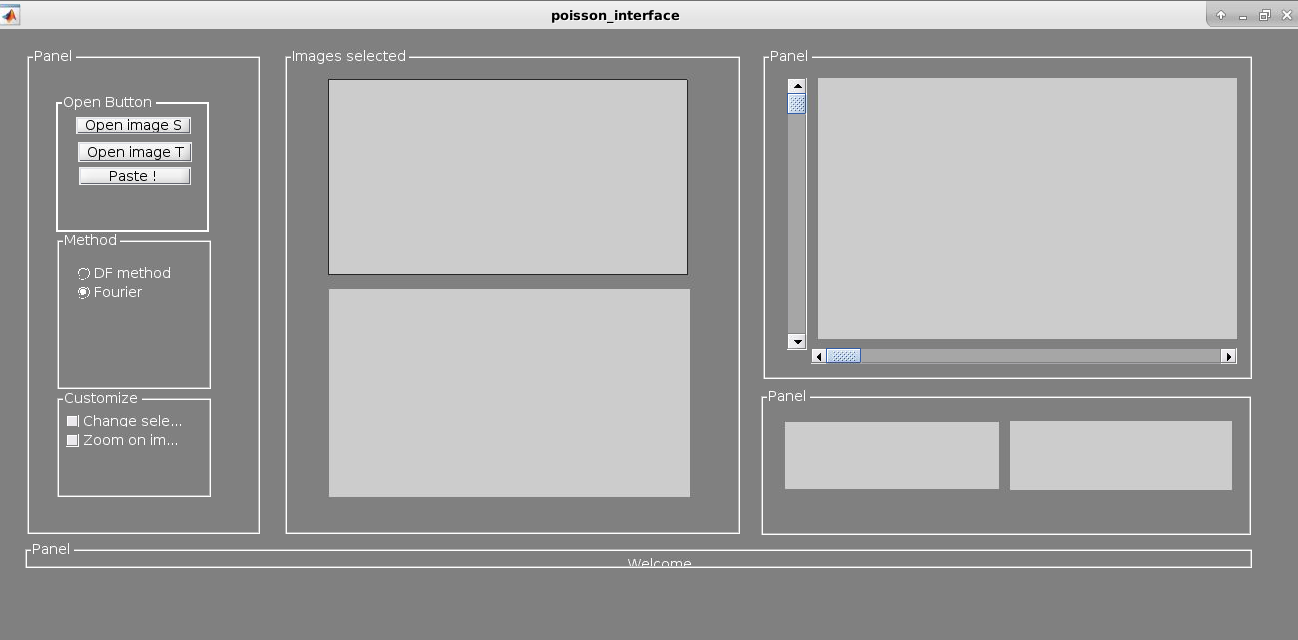 poisson_interface
Panel
Open Button
Open image S
Open image T
Paste !
Method
DF method
Fourier
Customize
Change sele...
Zoom on im...
Images selected
Panel
Panel
Panel
Welcome